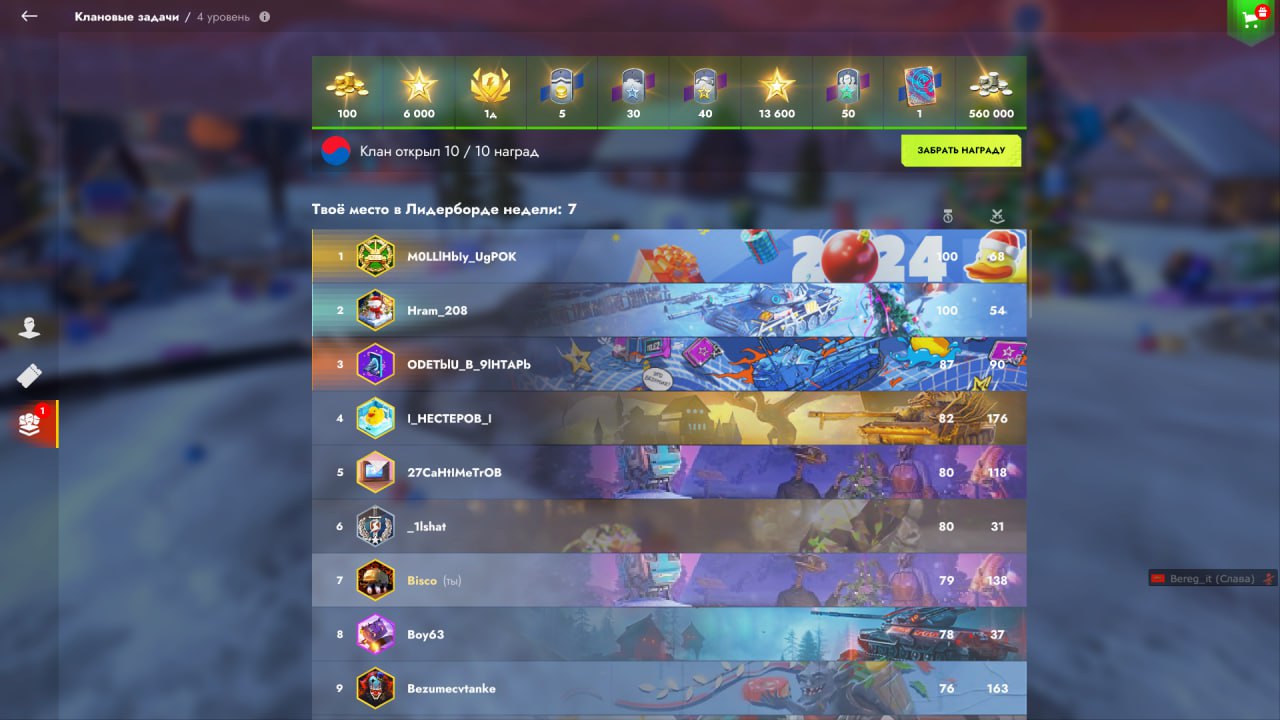 Клановые задачи / 4 уровень
100 6 000 1д 5 30 40 13 600 50 1 560 000
Клан открыл 10 / 10 наград
ЗАБРАТЬ НАГРАДУ
Твоё место в Лидерборде недели: 7
1 M0LLlHbIy_UgPOK 2024 100 68
2 Hram_208 100 54
3 ODETblU_B_9lHTAPb 87 90
4 I_HECTEPOB_I 82 176
1
5 27CaHtIMeTrOB 80 118
6 _1lshat 80 31
7 Bisco (ты) 79 138
Bereg_it (Слава)
8 Boy63 78 37
9 Bezumecvtanke 76 163